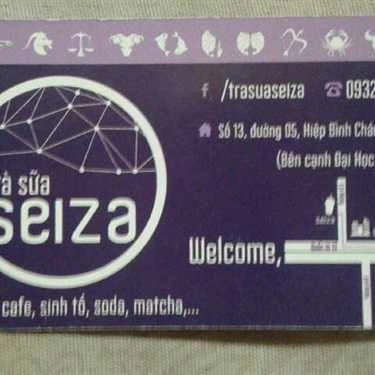 /trasuaseiza
0932
Số 13, đường 05, Hiệp Bình Chá
(Bên cạnh Đại Học
sữa
seiza
Welcome,
cafe, sinh tố, soda, matcha,...